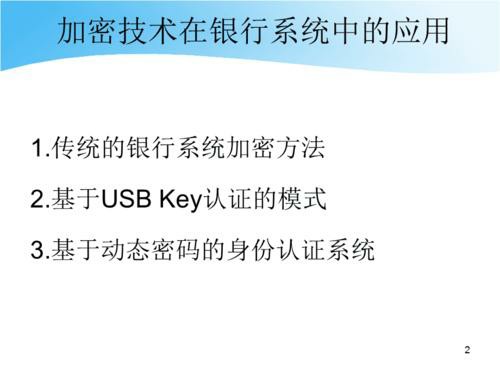 加密技术在银行系统中的应用
1.传统的银行系统加密方法
2.基于USB Key认证的模式
3.基于动态密码的身份认证系统
2